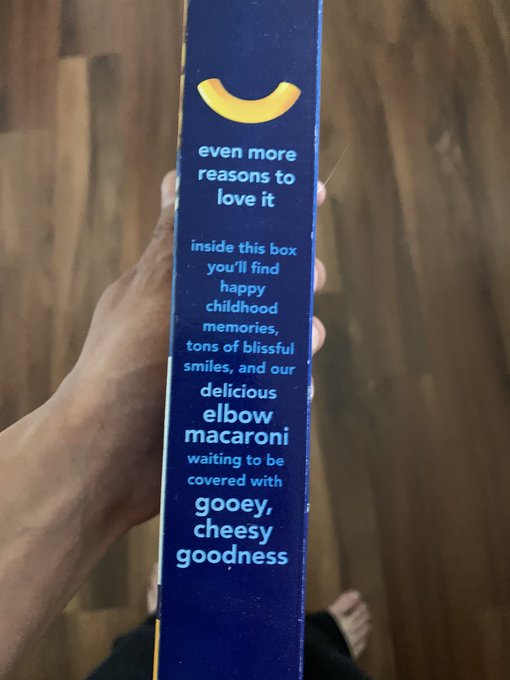 even more
reasons to
love it
inside this box
you'll find
happy
childhood
memories,
tons of blissful
smiles, and our
delicious
elbow
macaroni
waiting to be
covered with
gooey,
cheesy
goodness